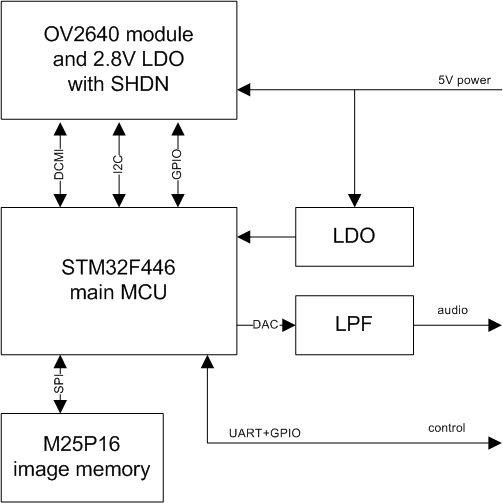 OV2640 module
and 2.8V LDO
with SHDN
5V power
DCMI
I2C
GPIO
LDO
STM32F446
main MCU
DAC
LPF
audio
SPI
UART+GPIO
control
M25P16
image memory